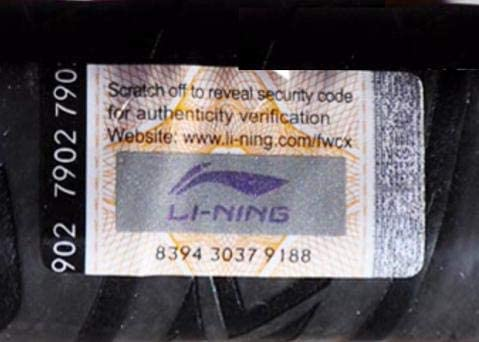 Scratch off to reveal security code
for authenticity verification
Website: www.li-ning.com/fwcx
LI-NING
8394 3037 9188
902 7902 790